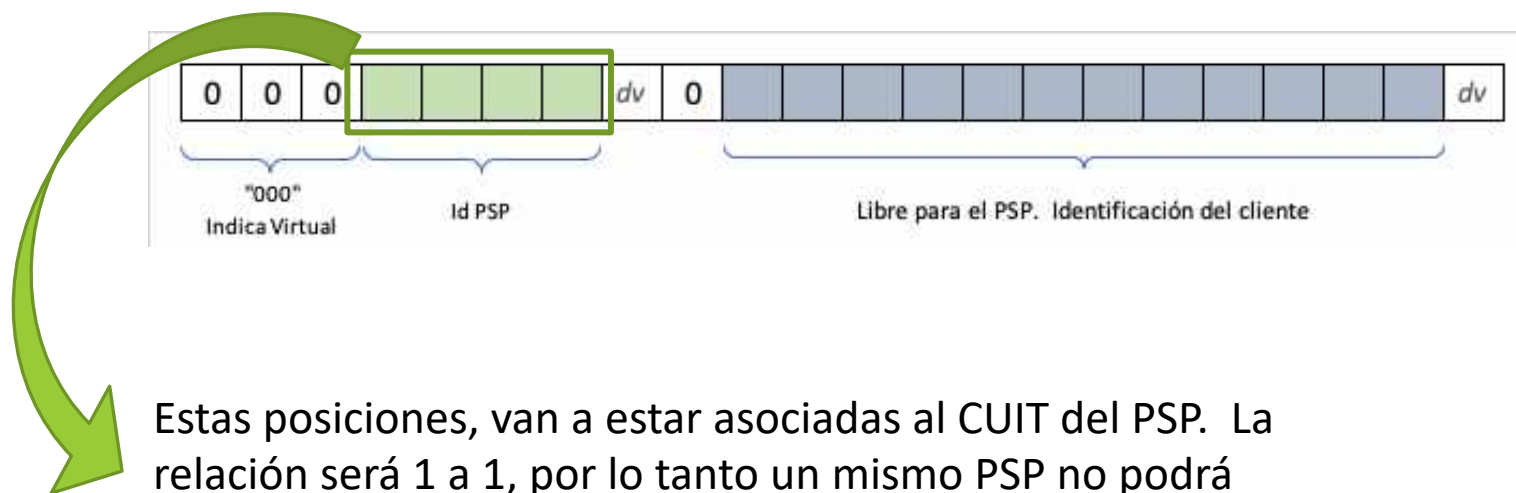 0 0 0 dv 0 dv
"000"
Indica Virtual
Id PSP
Libre para el PSP. Identificación del cliente
Estas posiciones, van a estar asociadas al CUIT del PSP. La
relación será 1 a 1, por lo tanto un mismo PSP no podrá